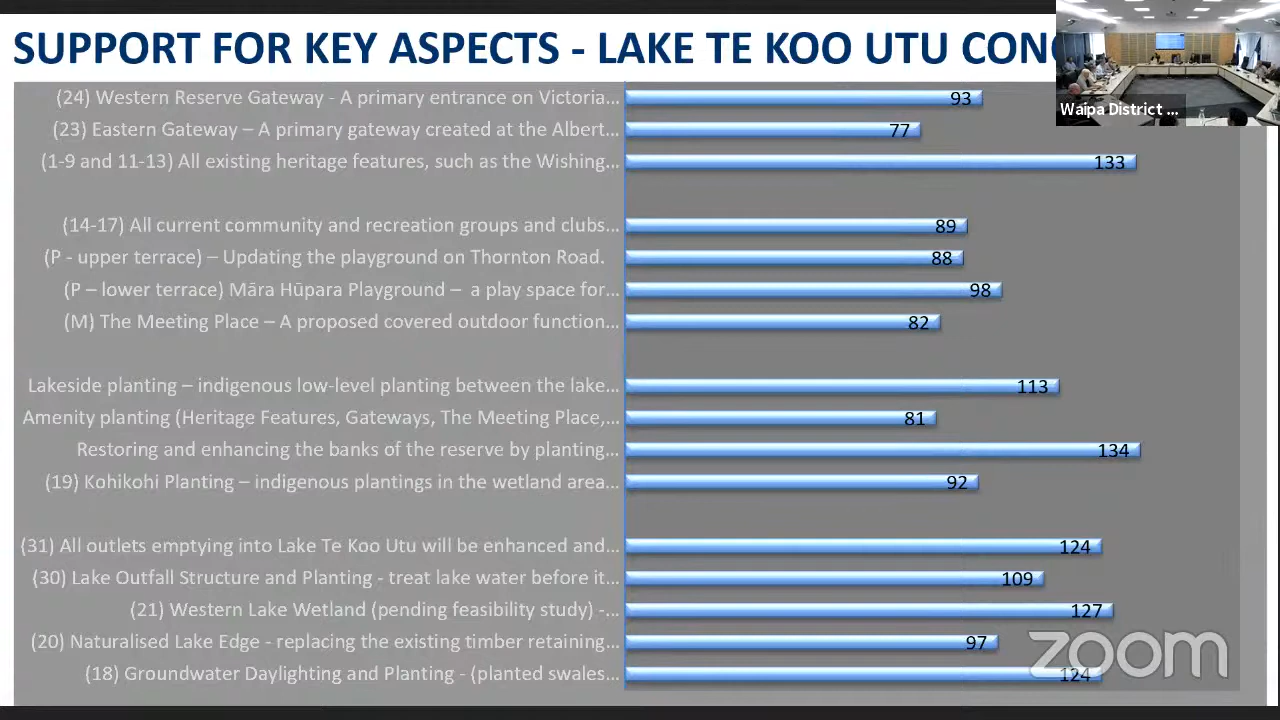 SUPPORT FOR KEY ASPECTS - LAKE TE KOO UTU CON
Waipa District ...
(24) Western Reserve Gateway - A primary entrance on Victoria... 93
(23) Eastern Gateway – A primary gateway created at the Albert... 77
(1-9 and 11-13) All existing heritage features, such as the Wishing... 133
(14-17) All current community and recreation groups and clubs... 89
(P - upper terrace) – Updating the playground on Thornton Road. 88
(P – lower terrace) Māra Hūpara Playground – a play space for... 98
(M) The Meeting Place – A proposed covered outdoor function... 82
Lakeside planting – indigenous low-level planting between the lake... 113
Amenity planting (Heritage Features, Gateways, The Meeting Place,... 81
Restoring and enhancing the banks of the reserve by planting... 134
(19) Kohikohi Planting – indigenous plantings in the wetland area... 92
(31) All outlets emptying into Lake Te Koo Utu will be enhanced and... 124
(30) Lake Outfall Structure and Planting - treat lake water before it... 109
(21) Western Lake Wetland (pending feasibility study) -... 127
(20) Naturalised Lake Edge - replacing the existing timber retaining... 97
(18) Groundwater Daylighting and Planting - (planted swales... 124
zoom